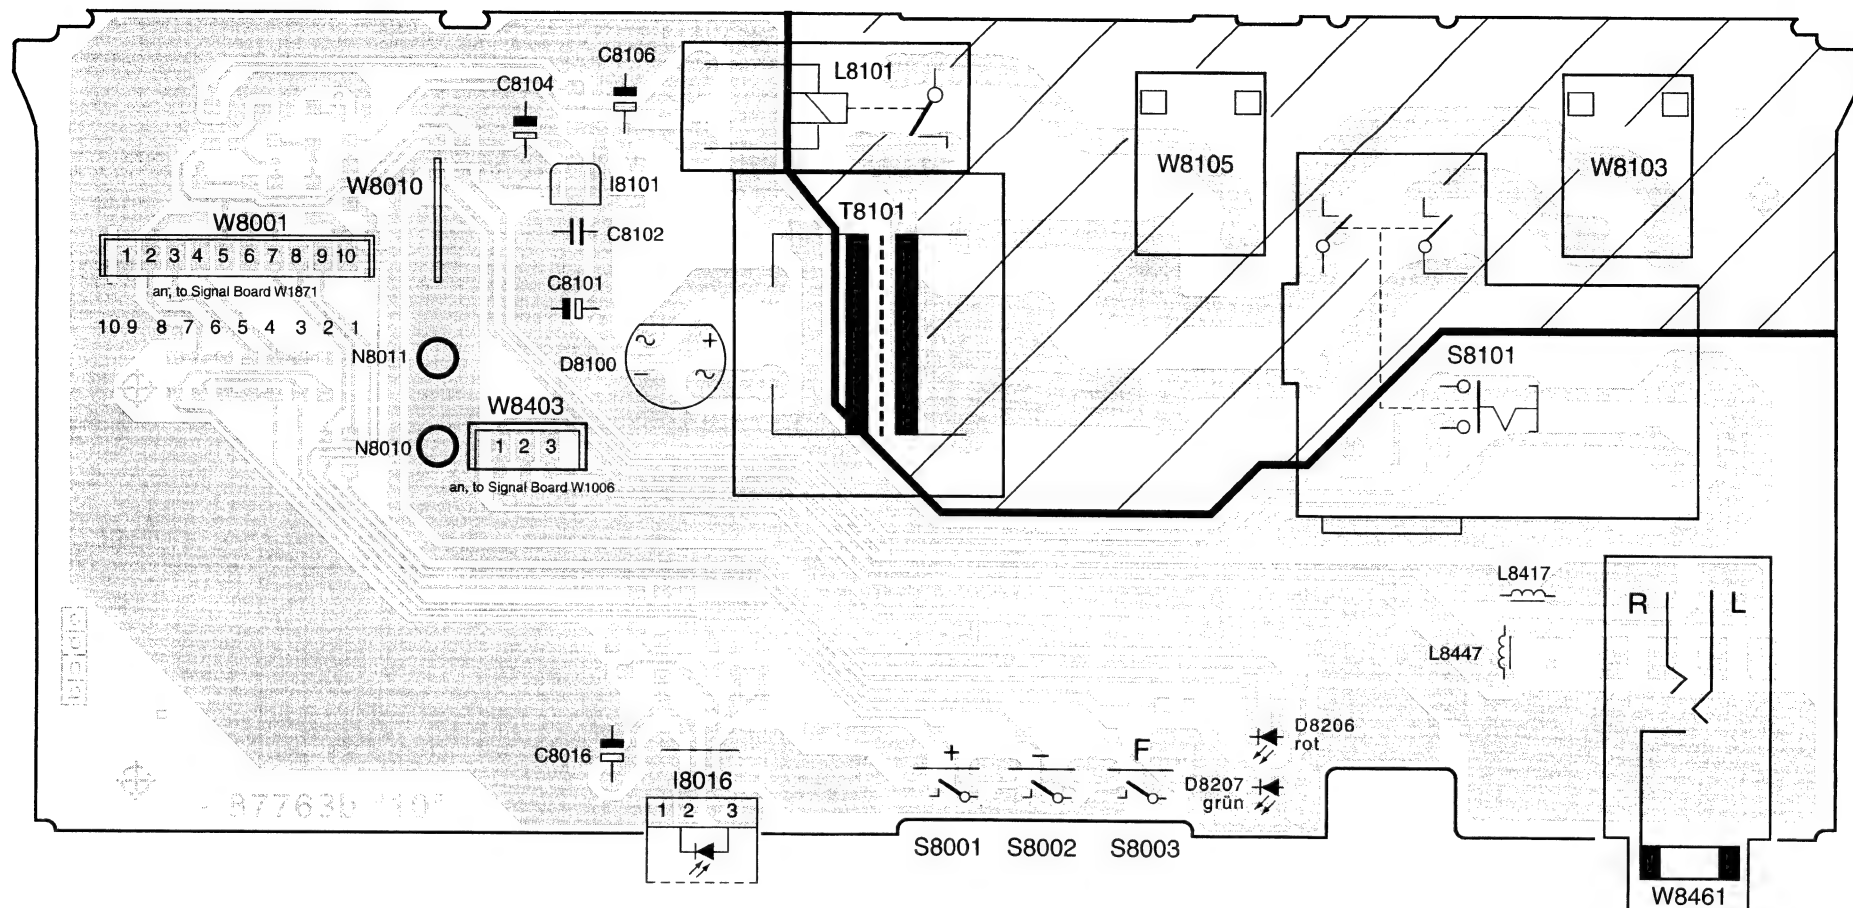 C8106
C8104
L8101
W8105
W8103
W8010
I8101
W8001
T8101
C8102
1 2 3 4 5 6 7 8 9 10
an, to Signal Board W1871
C8101
10 9 8 7 6 5 4 3 2 1
N8011
D8100
+
−
S8101
W8403
N8010
1 2 3
an, to Signal Board W1006
L8417
R L
L8447
C8016
I8016
1 2 3
+ − F
D8206
rot
D8207
grün
S8001 S8002 S8003
W8461